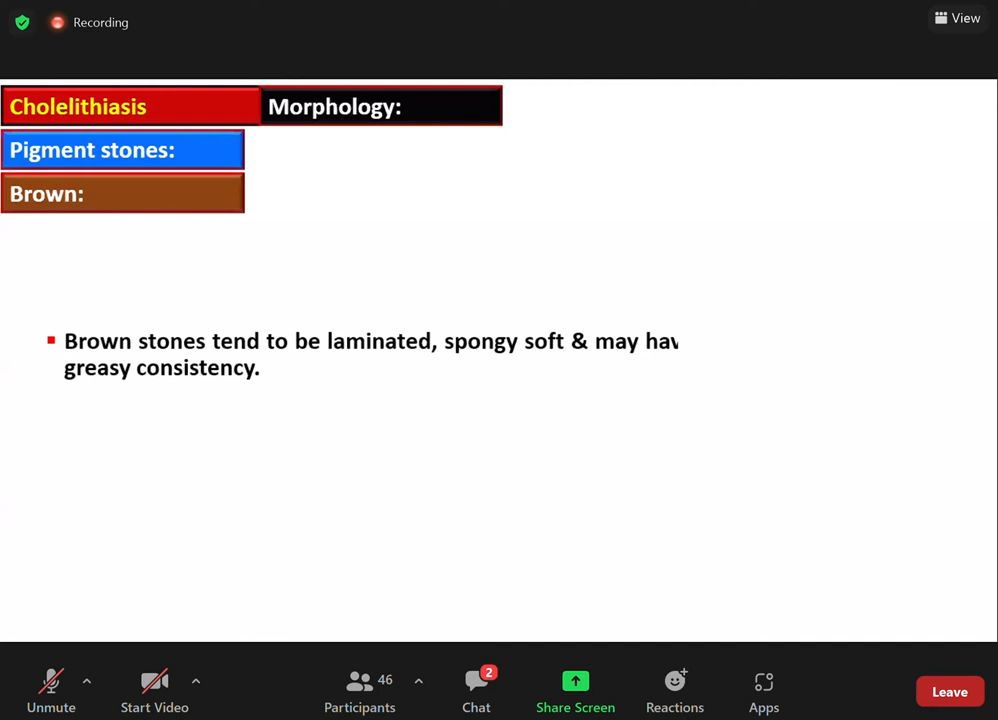 Recording
View
Cholelithiasis Morphology:
Pigment stones:
Brown:
Brown stones tend to be laminated, spongy soft & may
greasy consistency.
46
2
Unmute Start Video Participants Chat Share Screen Reactions Apps Leave